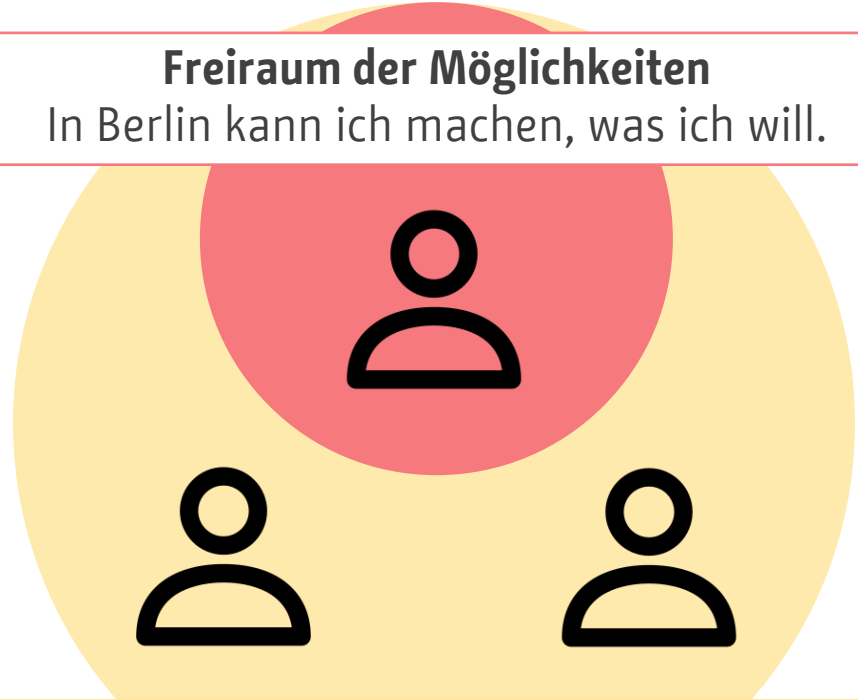 Freiraum der Möglichkeiten
In Berlin kann ich machen, was ich will.